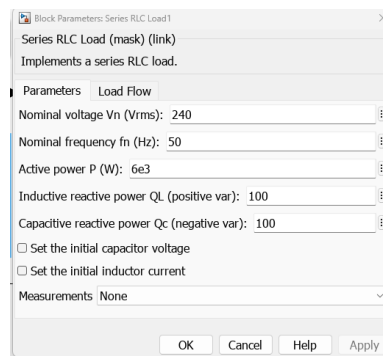 Block Parameters: Series RLC Load1
Series RLC Load (mask) (link)
Implements a series RLC load.
Parameters Load Flow
Nominal voltage Vn (Vrms): 240
Nominal frequency fn (Hz): 50
Active power P (W): 6e3
Inductive reactive power QL (positive var): 100
Capacitive reactive power Qc (negative var): 100
Set the initial capacitor voltage
Set the initial inductor current
Measurements None
OK Cancel Help Apply